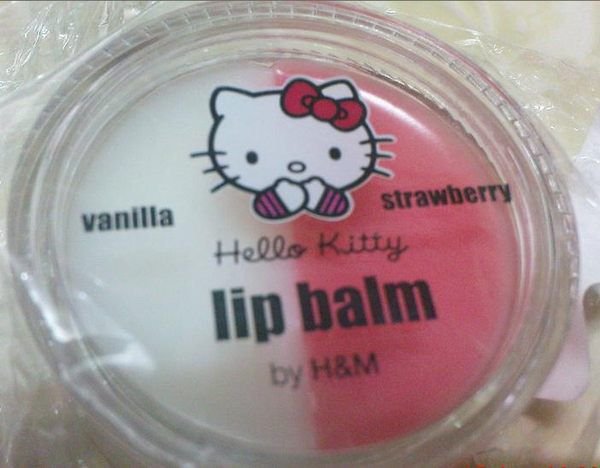 vanilla
strawberry
Hello Kitty
lip balm
by H&M